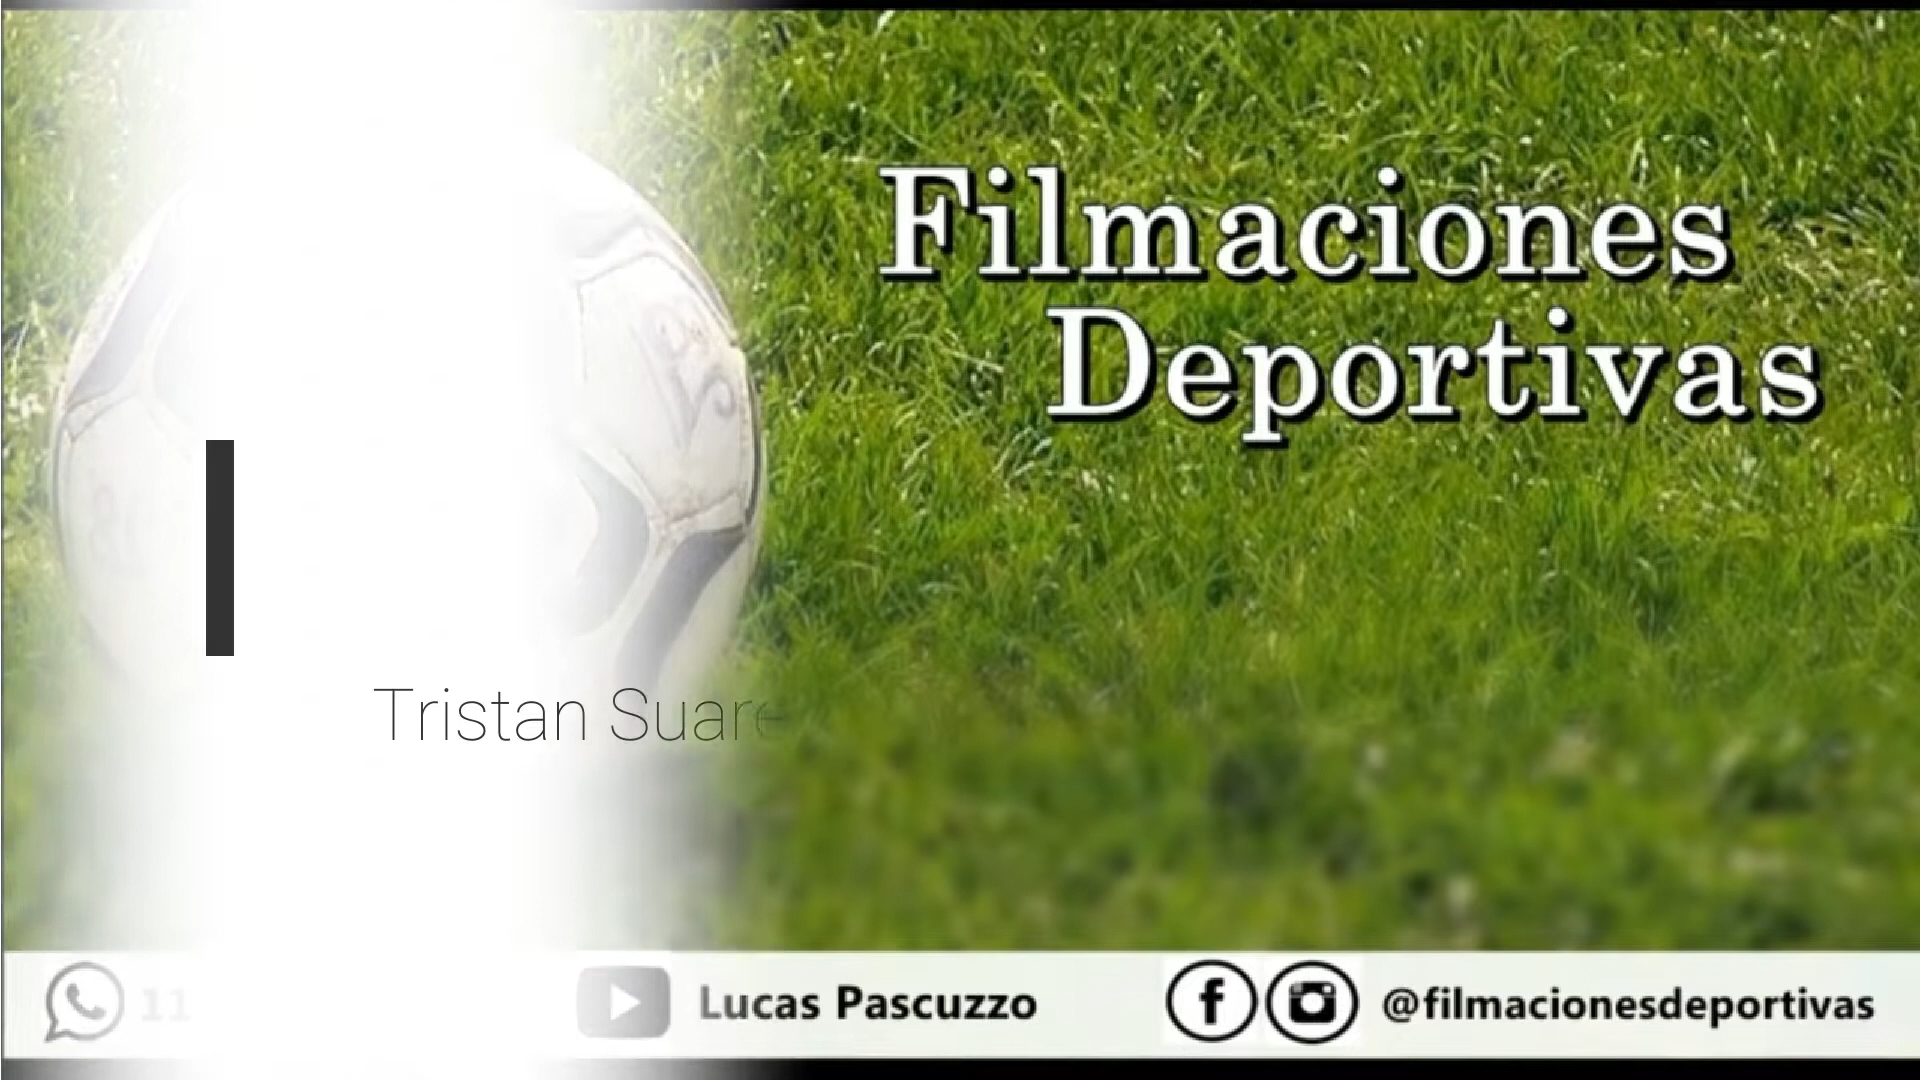 Filmaciones
Deportivas
Tristan Suare
11
Lucas Pascuzzo
@filmacionesdeportivas